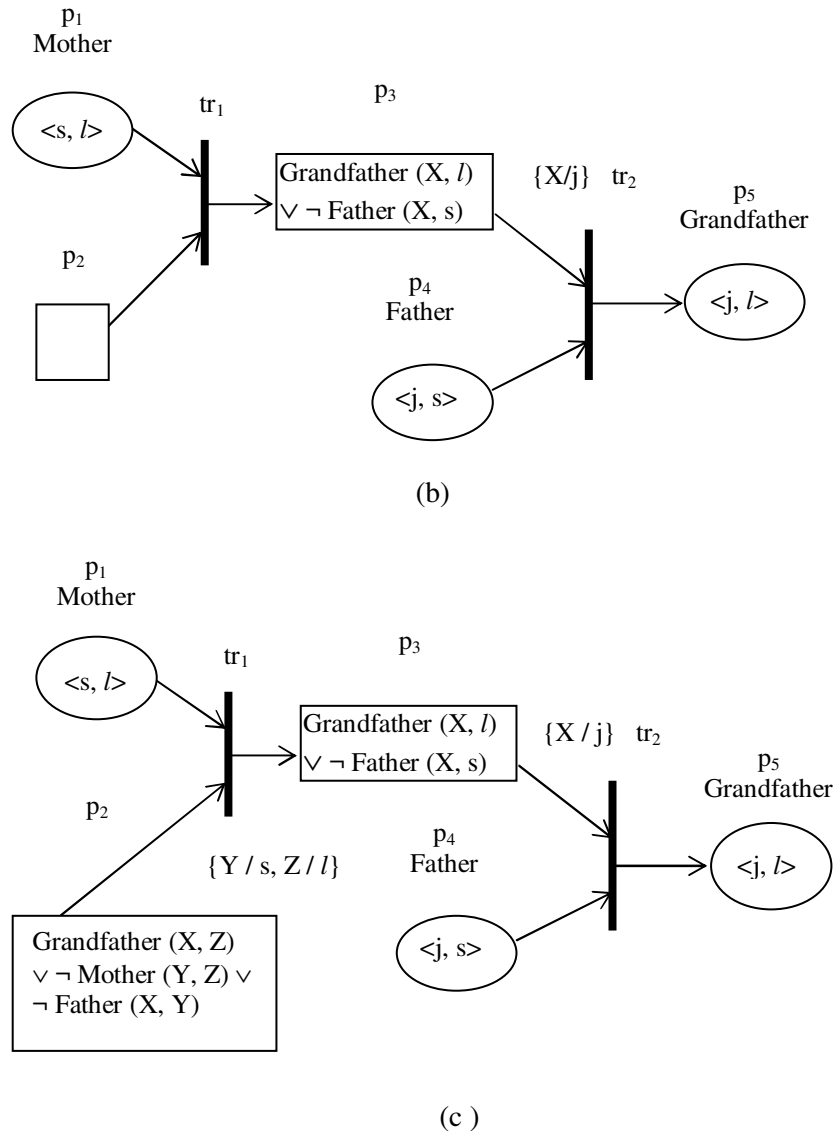 p₁
Mother
<s, l>
tr₁
p₃
Grandfather (X, l)
∨ ¬ Father (X, s)
{X/j} tr₂
p₅
Grandfather
<j, l>
p₂
p₄
Father
<j, s>
(b)
p₁
Mother
<s, l>
tr₁
p₃
Grandfather (X, l)
∨ ¬ Father (X, s)
{X / j} tr₂
p₅
Grandfather
<j, l>
p₂
{Y / s, Z / l}
p₄
Father
<j, s>
Grandfather (X, Z)
∨ ¬ Mother (Y, Z) ∨
¬ Father (X, Y)
(c )